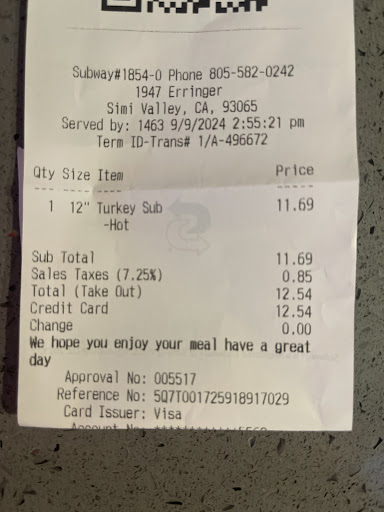 Subway#1854-0 Phone 805-582-0242
1947 Erringer
Simi Valley, CA, 93065
Served by: 1463 9/9/2024 2:55:21 pm
Term ID-Trans# 1/A-496672
Qty Size Item Price
--- ---- ---- -----
1 12" Turkey Sub 11.69
-Hot
Sub Total 11.69
Sales Taxes (7.25%) 0.85
Total (Take Out) 12.54
Credit Card 12.54
Change 0.00
We hope you enjoy your meal have a great
day
Approval No: 005517
Reference No: 5Q7T001725918917029
Card Issuer: Visa
Account No: